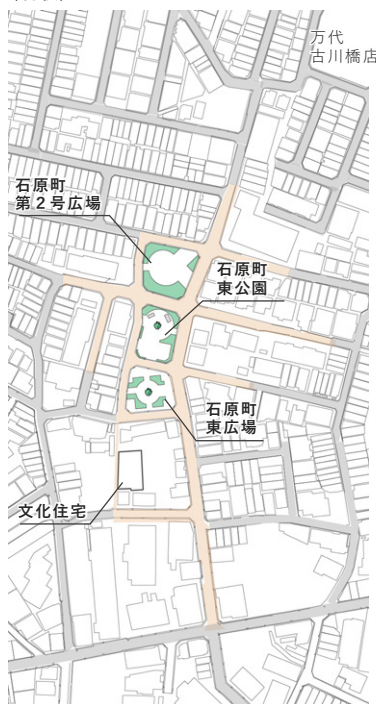 万代
古川橋店
石原町
第2号広場
石原町
東公園
石原町
東広場
文化住宅